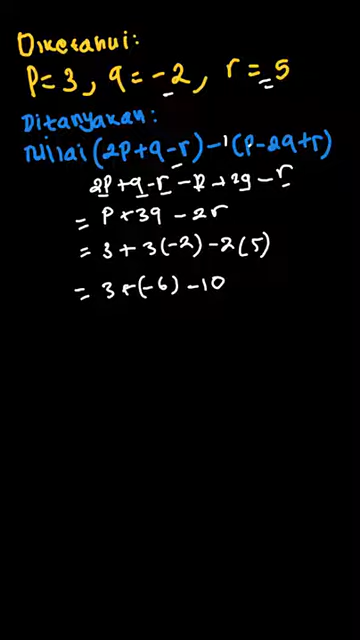 Diketahui:
P=3, q=-2, r=5
Ditanyakan:
Nilai (2P+q-r)-1(P-2q+r)
2P+q-r-P+2q-r
= P+3q-2r
= 3+3(-2)-2(5)
= 3+(-6)-10